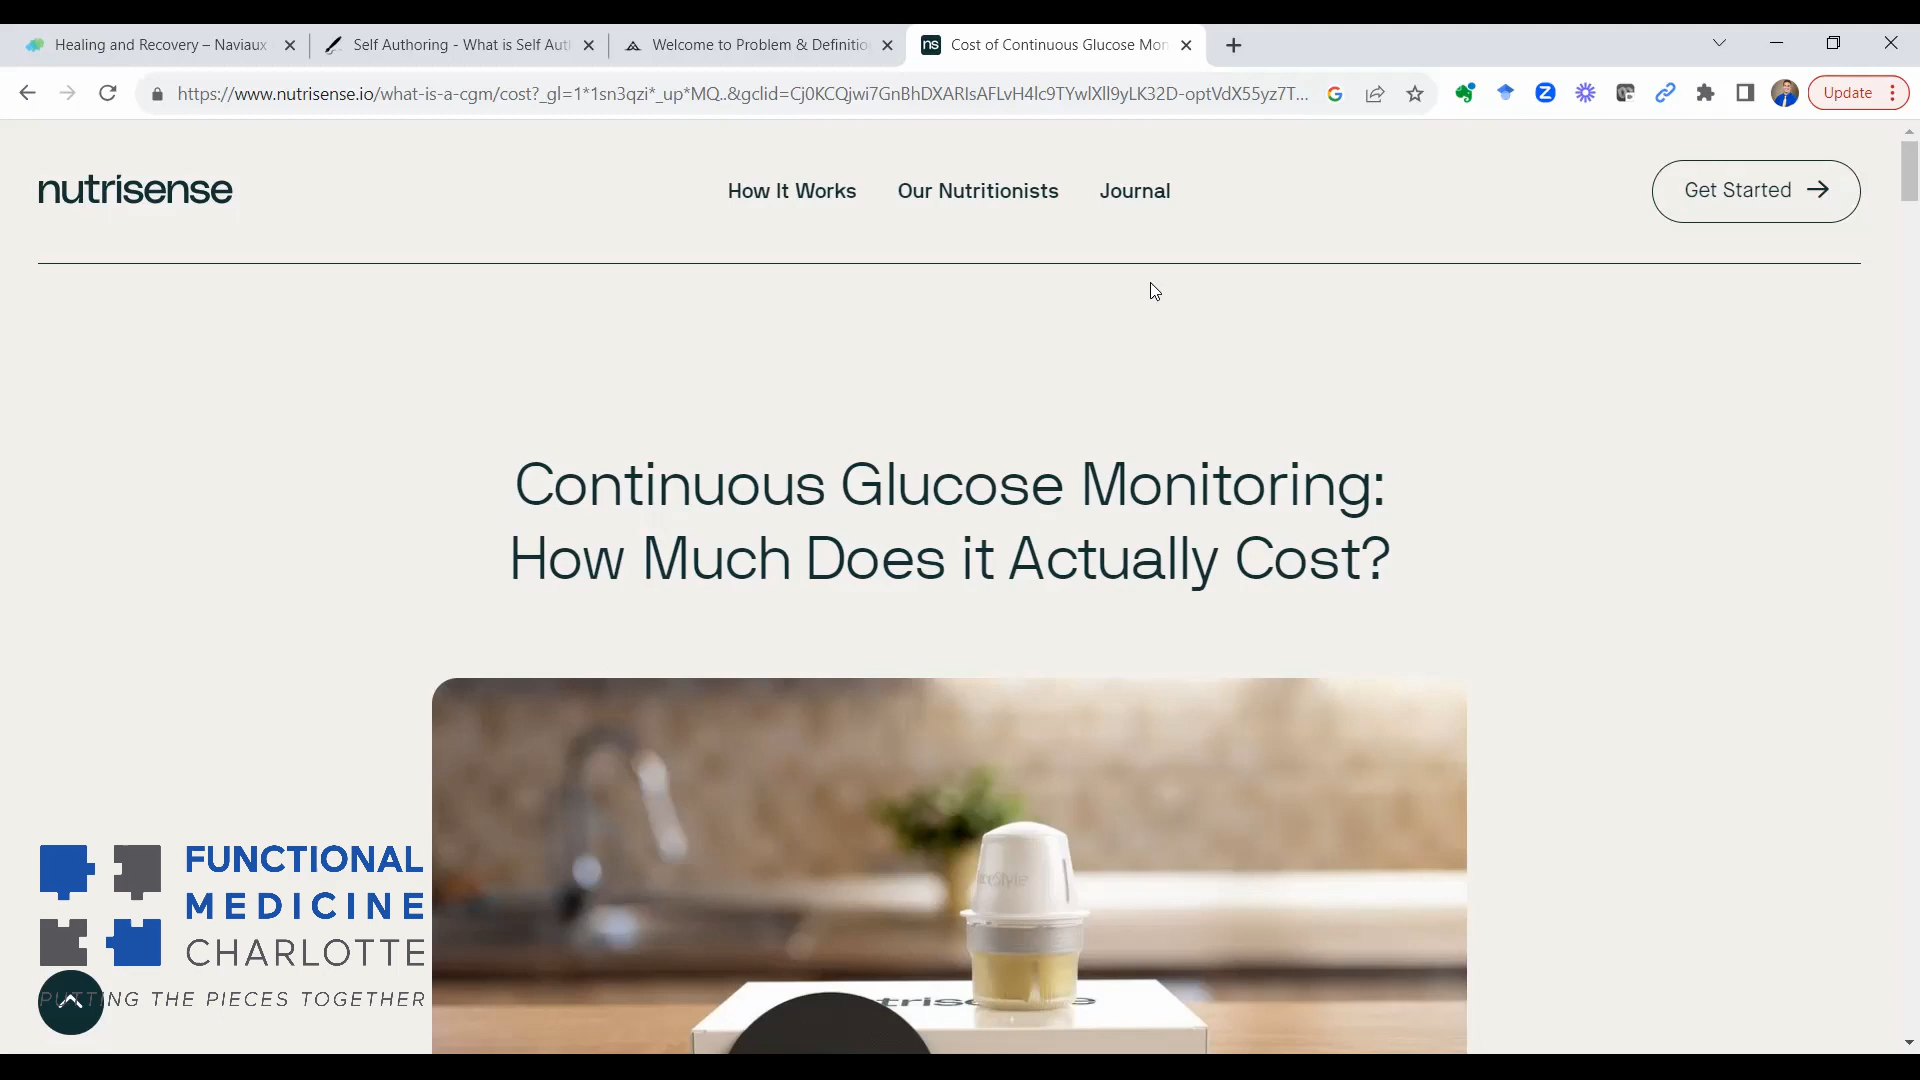 Healing and Recovery – Naviaux
Self Authoring - What is Self Aut
Welcome to Problem & Definitio
ns
Cost of Continuous Glucose Mon
https://www.nutrisense.io/what-is-a-cgm/cost?_gl=1*1sn3qzi*_up*MQ..&gclid=Cj0KCQjwi7GnBhDXARIsAFLvH4lc9TYwlXll9yLK32D-optVdX55yz7T...
Update
nutrisense
How It Works
Our Nutritionists
Journal
Get Started
Continuous Glucose Monitoring:
How Much Does it Actually Cost?
FUNCTIONAL
MEDICINE
CHARLOTTE
PUTTING THE PIECES TOGETHER